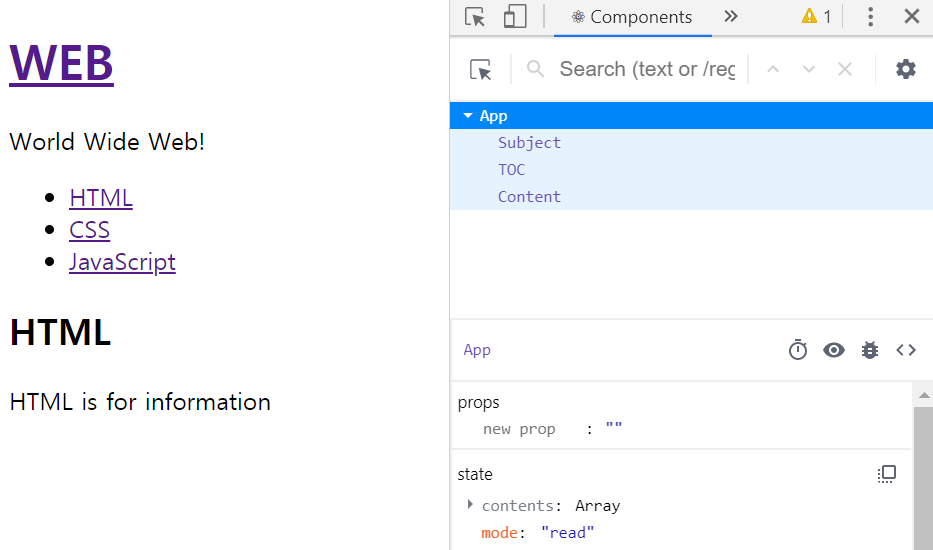 WEB
World Wide Web!
HTML
CSS
JavaScript
HTML
HTML is for information
Components
1
Search (text or /reg
App
Subject
TOC
Content
App
props
new prop : ""
state
contents: Array
mode: "read"